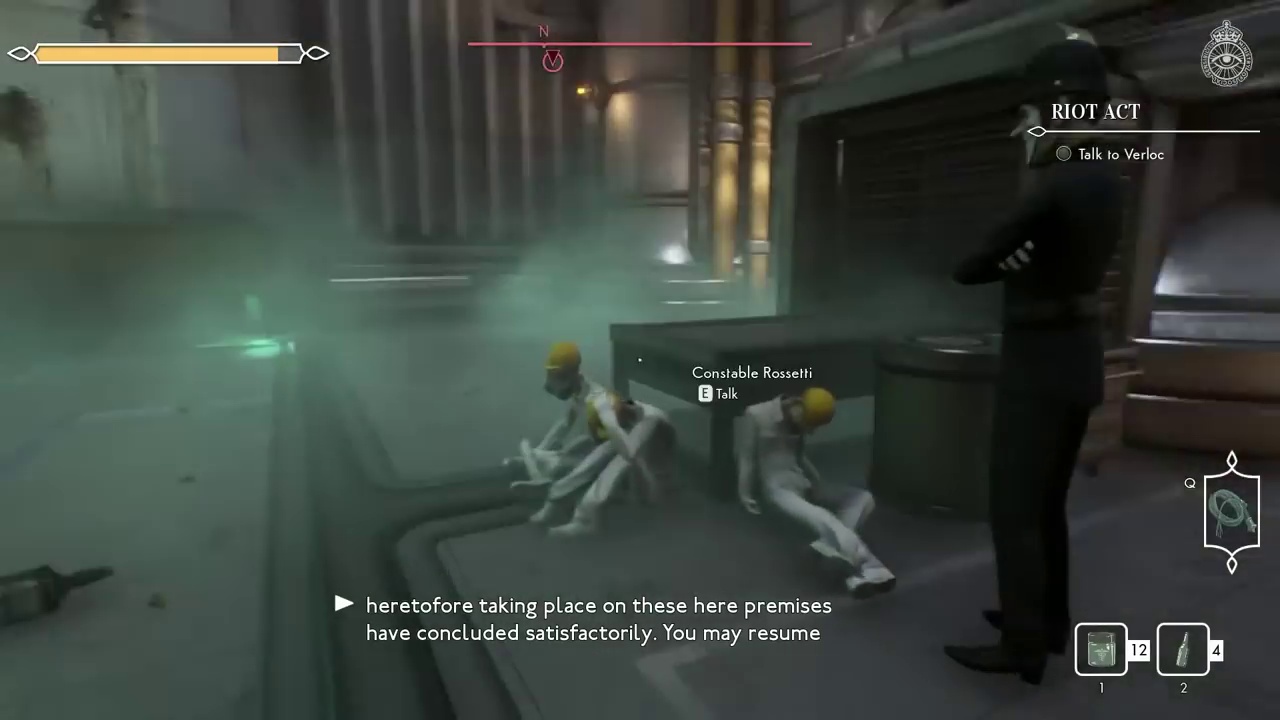 N
RIOT ACT
Talk to Verloc
Constable Rossetti
E Talk
Q
heretofore taking place on these here premises
have concluded satisfactorily. You may resume
12
4
1
2